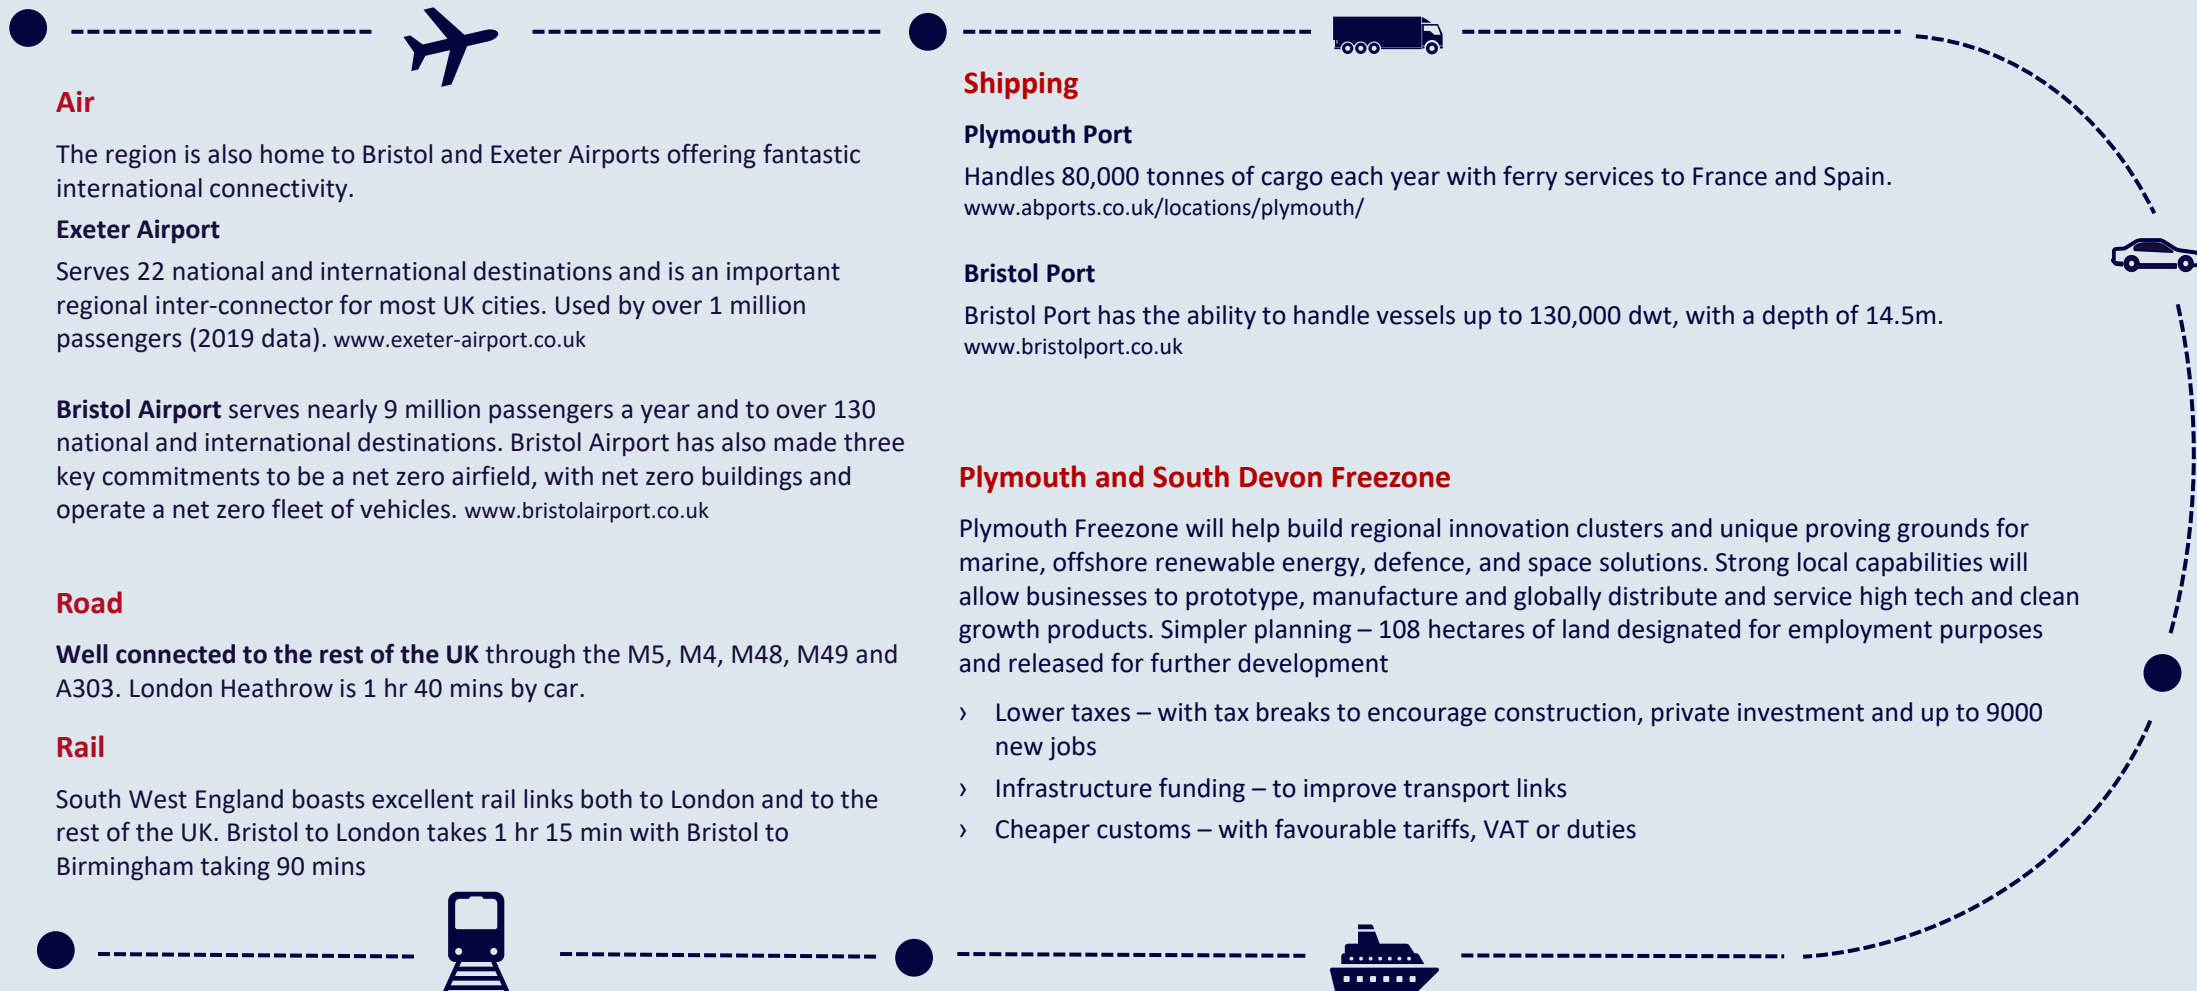 Air
The region is also home to Bristol and Exeter Airports offering fantastic
international connectivity.
Exeter Airport
Serves 22 national and international destinations and is an important
regional inter-connector for most UK cities. Used by over 1 million
passengers (2019 data). www.exeter-airport.co.uk
Bristol Airport serves nearly 9 million passengers a year and to over 130
national and international destinations. Bristol Airport has also made three
key commitments to be a net zero airfield, with net zero buildings and
operate a net zero fleet of vehicles. www.bristolairport.co.uk
Road
Well connected to the rest of the UK through the M5, M4, M48, M49 and
A303. London Heathrow is 1 hr 40 mins by car.
Rail
South West England boasts excellent rail links both to London and to the
rest of the UK. Bristol to London takes 1 hr 15 min with Bristol to
Birmingham taking 90 mins
Shipping
Plymouth Port
Handles 80,000 tonnes of cargo each year with ferry services to France and Spain.
www.abports.co.uk/locations/plymouth/
Bristol Port
Bristol Port has the ability to handle vessels up to 130,000 dwt, with a depth of 14.5m.
www.bristolport.co.uk
Plymouth and South Devon Freezone
Plymouth Freezone will help build regional innovation clusters and unique proving grounds for
marine, offshore renewable energy, defence, and space solutions. Strong local capabilities will
allow businesses to prototype, manufacture and globally distribute and service high tech and clean
growth products. Simpler planning – 108 hectares of land designated for employment purposes
and released for further development
› Lower taxes – with tax breaks to encourage construction, private investment and up to 9000
new jobs
› Infrastructure funding – to improve transport links
› Cheaper customs – with favourable tariffs, VAT or duties